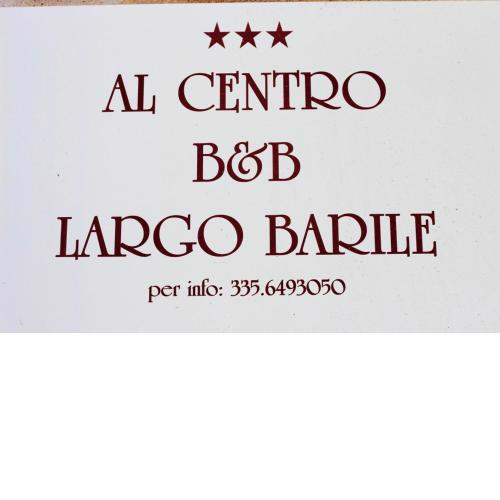 ★★★
AL CENTRO
B&B
LARGO BARILE
per info: 335.6493050